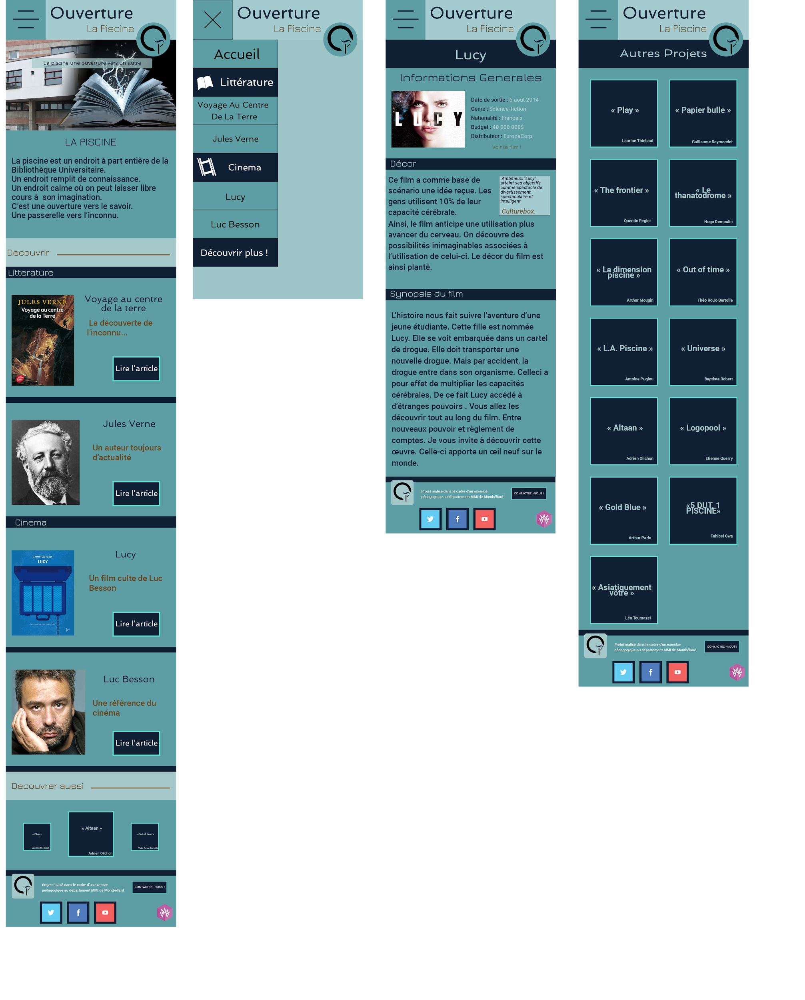 Ouverture
La Piscine
La piscine une ouverture vers un autre
LA PISCINE
La piscine est un endroit à part entière de la
Bibliothèque Universitaire.
Un endroit remplit de connaissance.
Un endroit calme où on peut laisser libre
cours à  son imagination.
C'est une ouverture vers le savoir.
Une passerelle vers l'inconnu.
Decouvrir
Litterature
JULES VERNE
Voyage au centre
de la Terre
Voyage au centre
de la terre
La découverte de
l'inconnu...
Lire l'article
Jules Verne
Un auteur toujours
d'actualité
Lire l'article
Cinema
A FILM BY LUC BESSON
LUCY
Lucy
Un film culte de Luc
Besson
Lire l'article
Luc Besson
Une référence du
cinéma
Lire l'article
Decouvrer aussi
« Play »
Laurine Thiebaut
« Altaan »
Adrien Olichon
« Out of time »
Théo Roux-Bertolle
Projet réalisé dans le cadre d'un exercice
pédagogique au département MMi de Montbéliard
CONTACTEZ -NOUS !
Ouverture
La Piscine
Accueil
Littérature
Voyage Au Centre
De La Terre
Jules Verne
Cinema
Lucy
Luc Besson
Découvrir plus !
Ouverture
La Piscine
Lucy
Informations Generales
LUCY
Date de sortie : 6 août 2014
Genre : Science-fiction
Nationalité : Français
Budget : 40 000 000$
Distributeur : EuropaCorp
Voir le film !
Décor
Ce film a comme base de
scénario une idée reçue. Les
gens utilisent 10% de leur
capacité cérébrale.
Ambitieux, "Lucy"
atteint ses objectifs
comme spectacle de
divertissement,
spectaculaire et
intelligent
Culturebox.
Ainsi, le film anticipe une utilisation plus
avancer du cerveau. On découvre des
possibilités inimaginables associées à
l'utilisation de celui-ci. Le décor du film est
ainsi planté.
Synopsis du film
L'histoire nous fait suivre l'aventure d'une
jeune étudiante. Cette fille est nommée
Lucy. Elle se voit embarquée dans un cartel
de drogue. Elle doit transporter une
nouvelle drogue. Mais par accident, la
drogue entre dans son organisme. Celleci a
pour effet de multiplier les capacités
cérébrales. De ce fait Lucy accédé à
d'étranges pouvoirs . Vous allez les
découvrir tout au long du film. Entre
nouveaux pouvoir et règlement de
comptes. Je vous invite à découvrir cette
œuvre. Celle-ci apporte un œil neuf sur le
monde.
Projet réalisé dans le cadre d'un exercice
pédagogique au département MMi de Montbéliard
CONTACTEZ -NOUS !
Ouverture
La Piscine
Autres Projets
« Play »
Laurine Thiebaut
« Papier bulle »
Guillaume Reymondet
« The frontier »
Quentin Regior
« Le
thanatodrome »
Hugo Demoulin
« La dimension
piscine »
Arthur Mougin
« Out of time »
Théo Roux-Bertolle
« L.A. Piscine »
Antoine Pugieu
« Universe »
Baptiste Robert
« Altaan »
Adrien Olichon
« Logopool »
Etienne Querry
« Gold Blue »
Arthur Paris
«5 DUT, 1
PISCINE»
Fahicel Gwa
« Asiatiquement
vôtre »
Léa Toumazet
Projet réalisé dans le cadre d'un exercice
pédagogique au département MMi de Montbéliard
CONTACTEZ -NOUS !